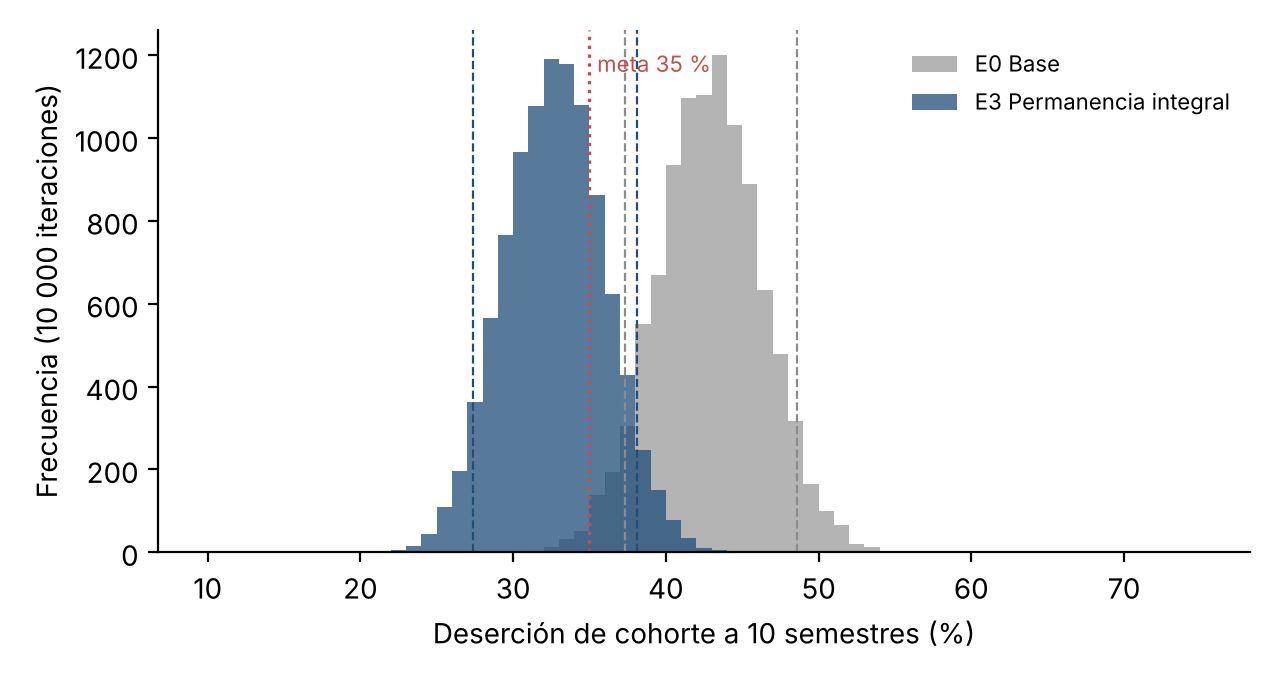 meta 35 %
E0 Base
E3 Permanencia integral
Frecuencia (10 000 iteraciones)
1200
1000
800
600
400
200
0
10 20 30 40 50 60 70
Deserción de cohorte a 10 semestres (%)